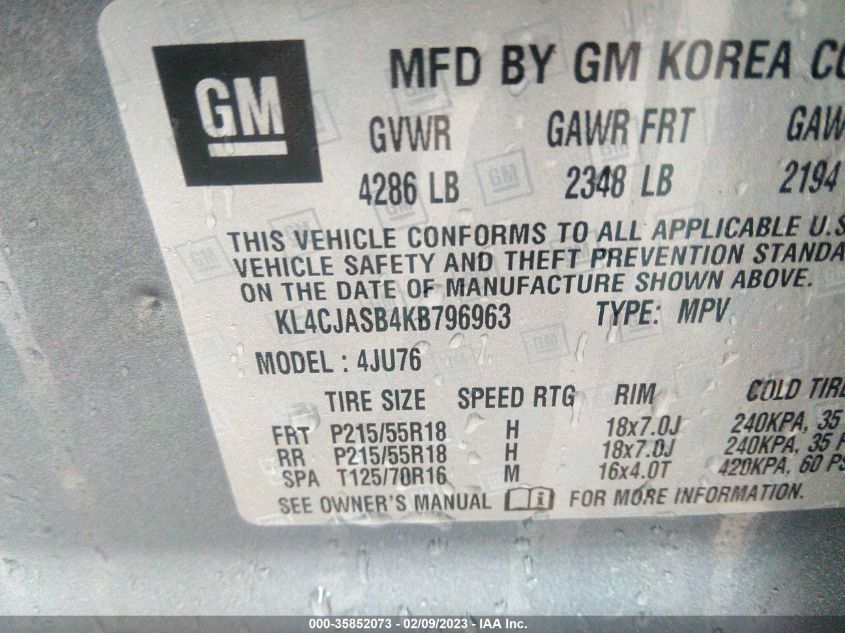 GM
MFD BY GM KOREA CO
GVWR GAWR FRT GAW
4286 LB 2348 LB 2194
THIS VEHICLE CONFORMS TO ALL APPLICABLE U.S
VEHICLE SAFETY AND THEFT PREVENTION STANDA
ON THE DATE OF MANUFACTURE SHOWN ABOVE.
KL4CJASB4KB796963 TYPE: MPV
MODEL : 4JU76
TIRE SIZE SPEED RTG RIM COLD TIRE
FRT P215/55R18 H 18x7.0J 240KPA, 35
RR P215/55R18 H 18x7.0J 240KPA, 35 P
SPA T125/70R16 M 16x4.0T 420KPA, 60 PS
SEE OWNER'S MANUAL FOR MORE INFORMATION.
000-35852073 - 02/09/2023 - IAA Inc.